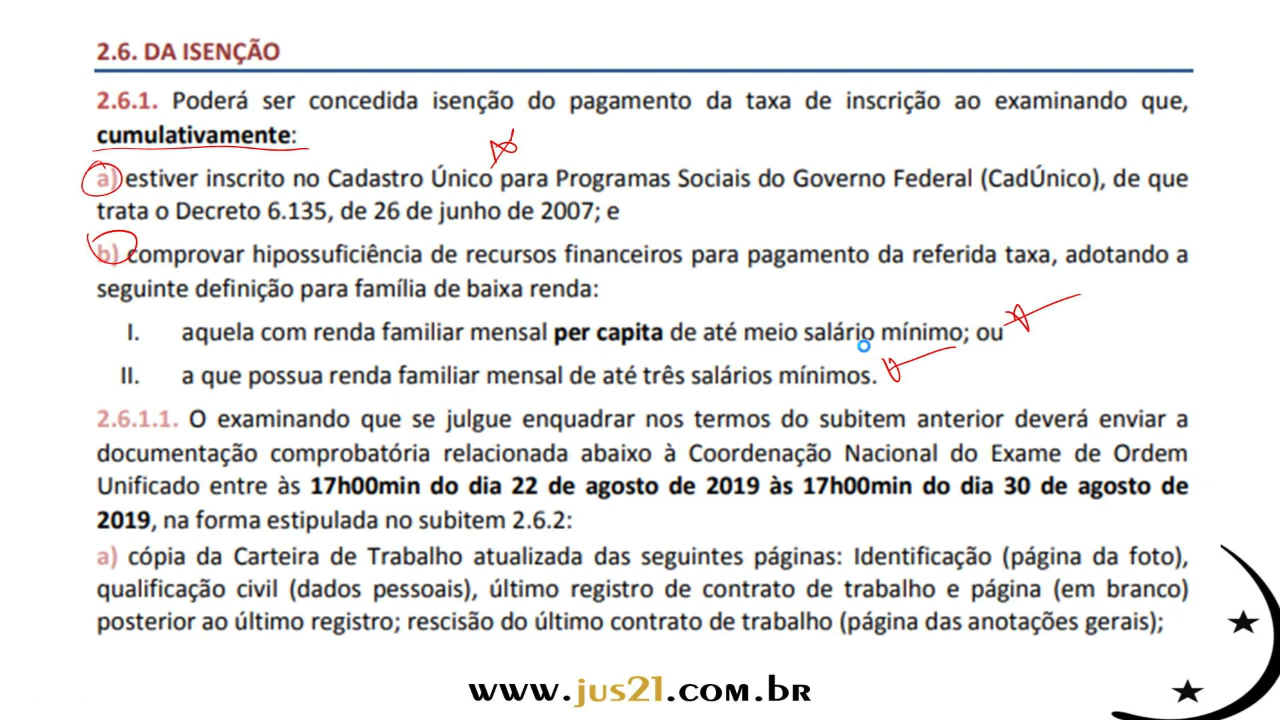 2.6. DA ISENÇÃO
2.6.1. Poderá ser concedida isenção do pagamento da taxa de inscrição ao examinando que,
cumulativamente:
a) estiver inscrito no Cadastro Único para Programas Sociais do Governo Federal (CadÚnico), de que
trata o Decreto 6.135, de 26 de junho de 2007; e
b) comprovar hipossuficiência de recursos financeiros para pagamento da referida taxa, adotando a
seguinte definição para família de baixa renda:
I. aquela com renda familiar mensal per capita de até meio salário mínimo; ou
II. a que possua renda familiar mensal de até três salários mínimos.
2.6.1.1. O examinando que se julgue enquadrar nos termos do subitem anterior deverá enviar a
documentação comprobatória relacionada abaixo à Coordenação Nacional do Exame de Ordem
Unificado entre às 17h00min do dia 22 de agosto de 2019 às 17h00min do dia 30 de agosto de
2019, na forma estipulada no subitem 2.6.2:
a) cópia da Carteira de Trabalho atualizada das seguintes páginas: Identificação (página da foto),
qualificação civil (dados pessoais), último registro de contrato de trabalho e página (em branco)
posterior ao último registro; rescisão do último contrato de trabalho (página das anotações gerais);
www.jus21.com.br